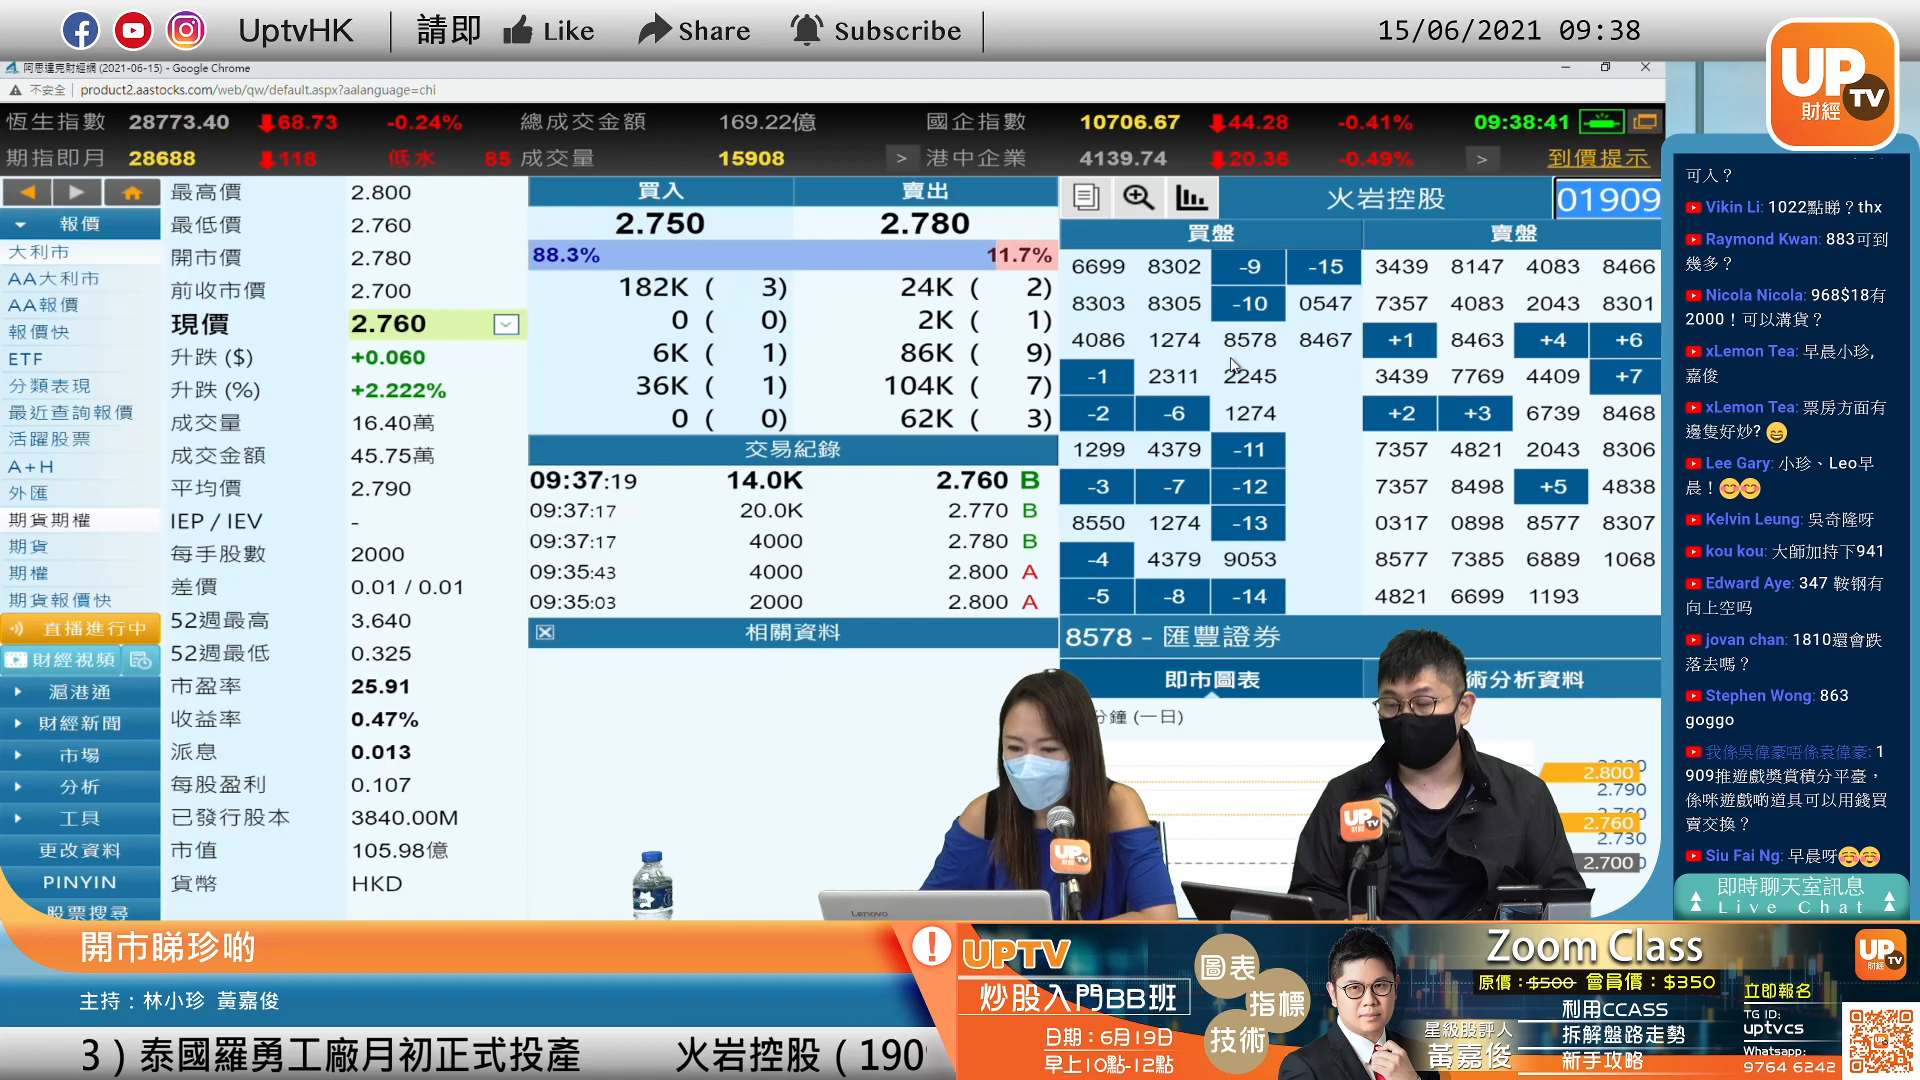 UptvHK
請即
Like
Share
Subscribe
15/06/2021 09:38
UP TV 財經
阿思達克財經網 (2021-06-15) - Google Chrome
不安全 | product2.aastocks.com/web/qw/default.aspx?aalanguage=chi
恆生指數 28773.40 68.73 -0.24% 總成交金額 169.22億 國企指數 10706.67 44.28 -0.41% 09:38:41
期指即月 28688 118 低水 85 成交量 15908 > 港中企業 4139.74 20.36 -0.49% > 到價提示
報價
大利市
AA大利市
AA報價
報價快
ETF
分類表現
最近查詢報價
活躍股票
A+H
外匯
期貨期權
期貨
期權
期貨報價快
直播進行中
財經視頻
滬港通
財經新聞
市場
分析
工具
更改資料
PINYIN
股票搜尋
最高價 2.800
最低價 2.760
開市價 2.780
前收市價 2.700
現價 2.760
升跌 ($) +0.060
升跌 (%) +2.222%
成交量 16.40萬
成交金額 45.75萬
平均價 2.790
IEP / IEV -
每手股數 2000
差價 0.01 / 0.01
52週最高 3.640
52週最低 0.325
市盈率 25.91
收益率 0.47%
派息 0.013
每股盈利 0.107
已發行股本 3840.00M
市值 105.98億
貨幣 HKD
買入 賣出
2.750 2.780
88.3% 11.7%
182K ( 3) 24K ( 2)
0 ( 0) 2K ( 1)
6K ( 1) 86K ( 9)
36K ( 1) 104K ( 7)
0 ( 0) 62K ( 3)
交易紀錄
09:37:19 14.0K 2.760 B
09:37:17 20.0K 2.770 B
09:37:17 4000 2.780 B
09:35:43 4000 2.800 A
09:35:03 2000 2.800 A
相關資料
火岩控股 01909
買盤 賣盤
6699 8302 -9 -15 3439 8147 4083 8466
8303 8305 -10 0547 7357 4083 2043 8301
4086 1274 8578 8467 +1 8463 +4 +6
-1 2311 2245 3439 7769 4409 +7
-2 -6 1274 +2 +3 6739 8468
1299 4379 -11 7357 4821 2043 8306
-3 -7 -12 7357 8498 +5 4838
8550 1274 -13 0317 0898 8577 8307
-4 4379 9053 8577 7385 6889 1068
-5 -8 -14 4821 6699 1193
8578 - 匯豐證券
即市圖表 術分析資料
分鐘 (一日)
2.800
2.790
2.760
2.730
2.700
Lenovo
UP TV 財經
UP TV 財經
可人？
Vikin Li: 1022點睇？thx
Raymond Kwan: 883可到
幾多？
Nicola Nicola: 968$18有
2000！可以溝貨？
xLemon Tea: 早晨小珍,
嘉俊
xLemon Tea: 票房方面有
邊隻好炒?
Lee Gary: 小珍、Leo早
晨！
Kelvin Leung: 吳奇隆呀
kou kou: 大師加持下941
Edward Aye: 347 鞍钢有
向上空吗
jovan chan: 1810還會跌
落去嗎？
Stephen Wong: 863
goggo
我係吳偉豪唔係袁偉豪: 1
909推遊戲獎賞積分平臺，
係咪遊戲啲道具可以用錢買
賣交換？
Siu Fai Ng: 早晨呀
即時聊天室訊息
Live Chat
開市睇珍啲
主持：林小珍 黃嘉俊
3）泰國羅勇工廠月初正式投產 火岩控股（190
UPTV
炒股入門BB班
日期：6月19日
早上10點-12點
圖表
指標
技術
Zoom Class
原價：$500 會員價：$350
利用CCASS
拆解盤路走勢
新手攻略
星級股評人
黃嘉俊
UP TV 財經
立即報名
TG ID:
uptvcs
Whatsapp:
9764 6242